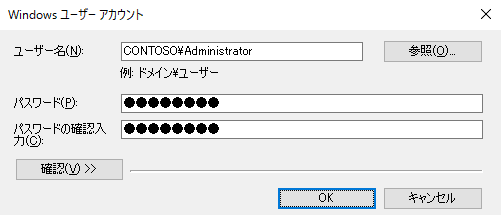 Windows ユーザー アカウント
ユーザー名(N): CONTOSO¥Administrator 参照(O)...
例: ドメイン¥ユーザー
パスワード(P): ●●●●●●●●
パスワードの確認入
力(C): ●●●●●●●●
確認(V) >>
OK キャンセル